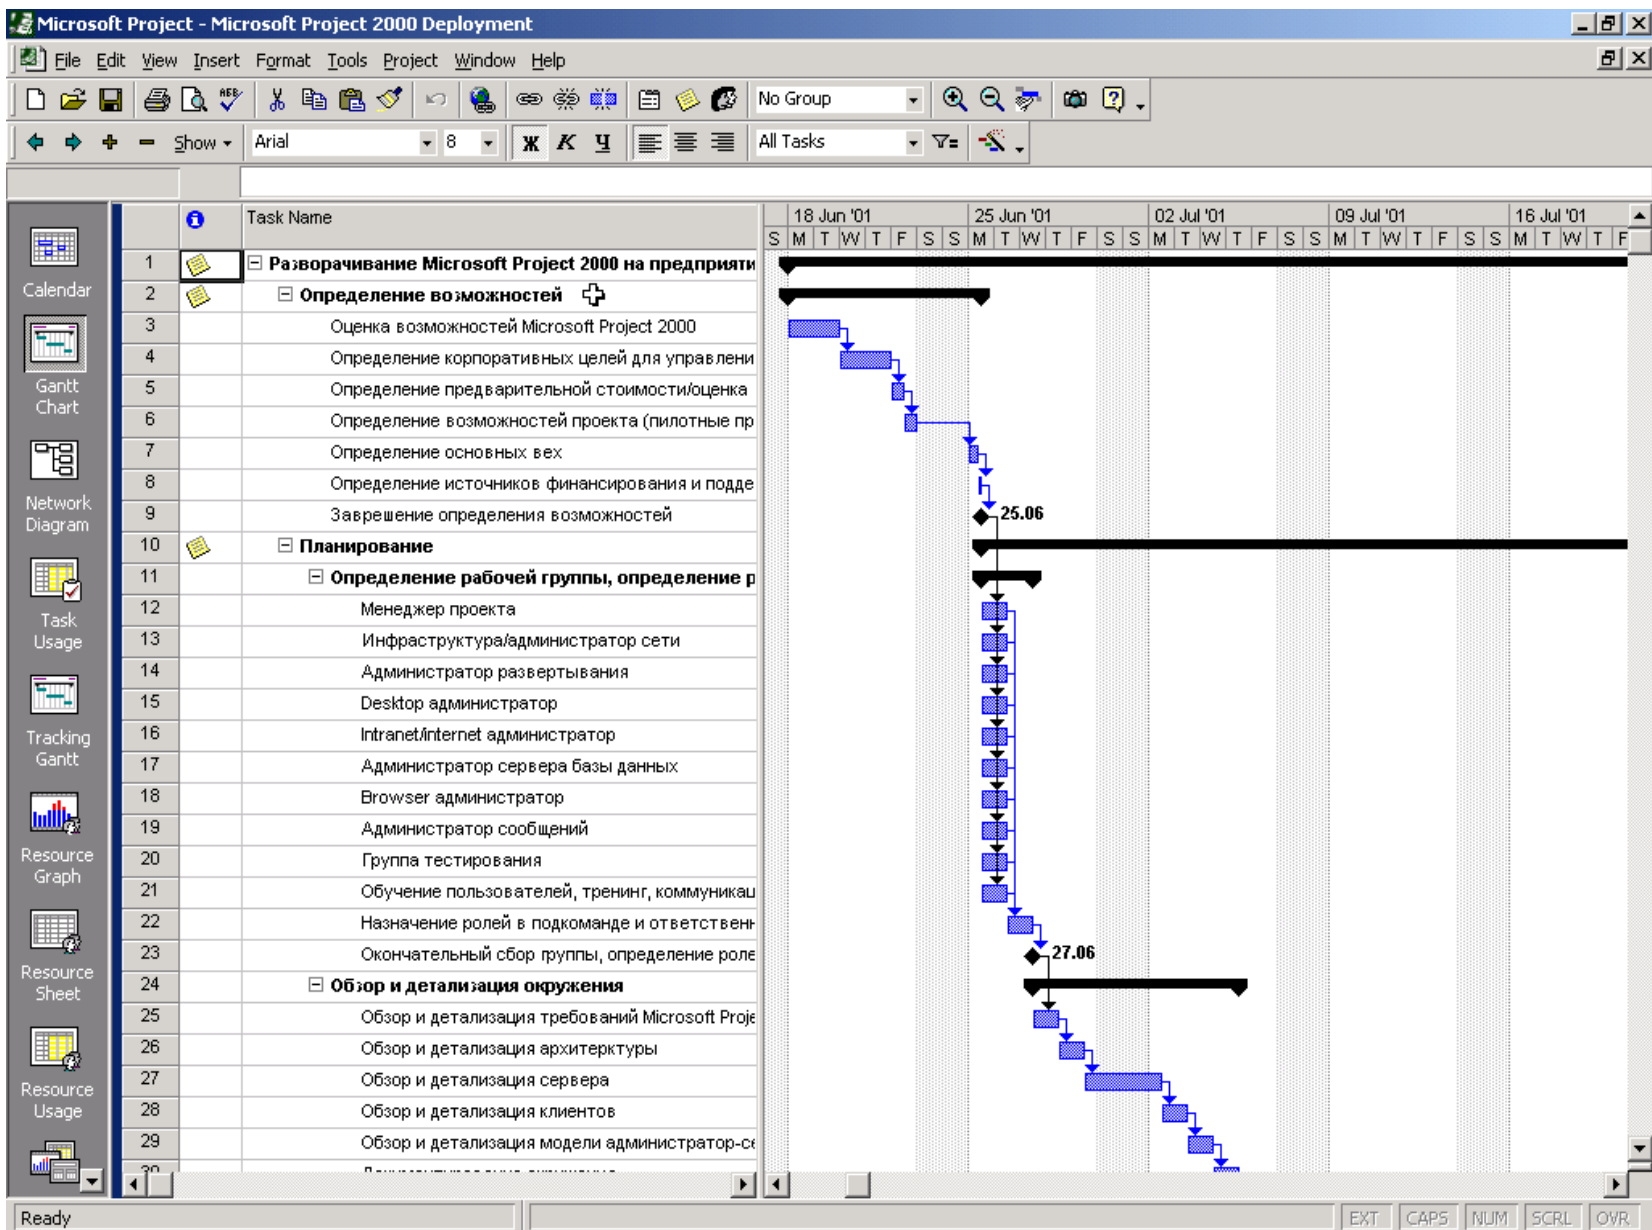 Microsoft Project - Microsoft Project 2000 Deployment
File Edit View Insert Format Tools Project Window Help
No Group
Show Arial 8 Ж К Ч All Tasks
Task Name
18 Jun '01 25 Jun '01 02 Jul '01 09 Jul '01 16 Jul '01
S M T W T F S S M T W T F S S M T W T F S S M T W T F S S M T W T F
1 Разворачивание Microsoft Project 2000 на предприяти
2 Определение возможностей
3 Оценка возможностей Microsoft Project 2000
4 Определение корпоративных целей для управлени
5 Определение предварительной стоимости/оценка
6 Определение возможностей проекта (пилотные пр
7 Определение основных вех
8 Определение источников финансирования и подде
9 Заврешение определения возможностей 25.06
10 Планирование
11 Определение рабочей группы, определение р
12 Менеджер проекта
13 Инфраструктура/администратор сети
14 Администратор развертывания
15 Desktop администратор
16 Intranet/internet администратор
17 Администратор сервера базы данных
18 Browser администратор
19 Администратор сообщений
20 Группа тестирования
21 Обучение пользователей, тренинг, коммуникац
22 Назначение ролей в подкоманде и ответственн
23 Окончательный сбор группы, определение роле 27.06
24 Обзор и детализация окружения
25 Обзор и детализация требований Microsoft Proje
26 Обзор и детализация архитерктуры
27 Обзор и детализация сервера
28 Обзор и детализация клиентов
29 Обзор и детализация модели администратор-се
Calendar
Gantt
Chart
Network
Diagram
Task
Usage
Tracking
Gantt
Resource
Graph
Resource
Sheet
Resource
Usage
Ready EXT CAPS NUM SCRL OVR